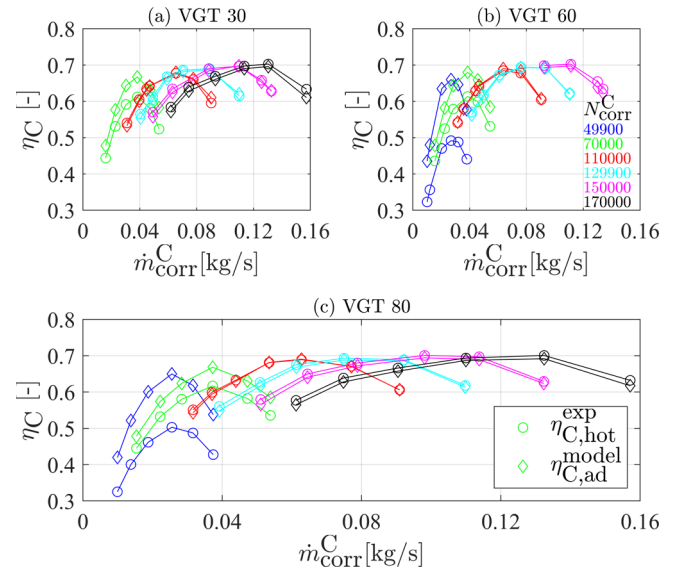 (a) VGT 30
(b) VGT 60
0.8
0.7
0.6
0.5
0.4
0.3
η_C [-]
0 0.04 0.08 0.12 0.16
ṁ^C_corr[kg/s]
0.8
0.7
0.6
0.5
0.4
0.3
η_C [-]
N^C_corr
49900
70000
110000
129900
150000
170000
0 0.04 0.08 0.12 0.16
ṁ^C_corr[kg/s]
(c) VGT 80
0.8
0.7
0.6
0.5
0.4
0.3
η_C [-]
η^exp_C,hot
η^model_C,ad
0 0.04 0.08 0.12 0.16
ṁ^C_corr[kg/s]